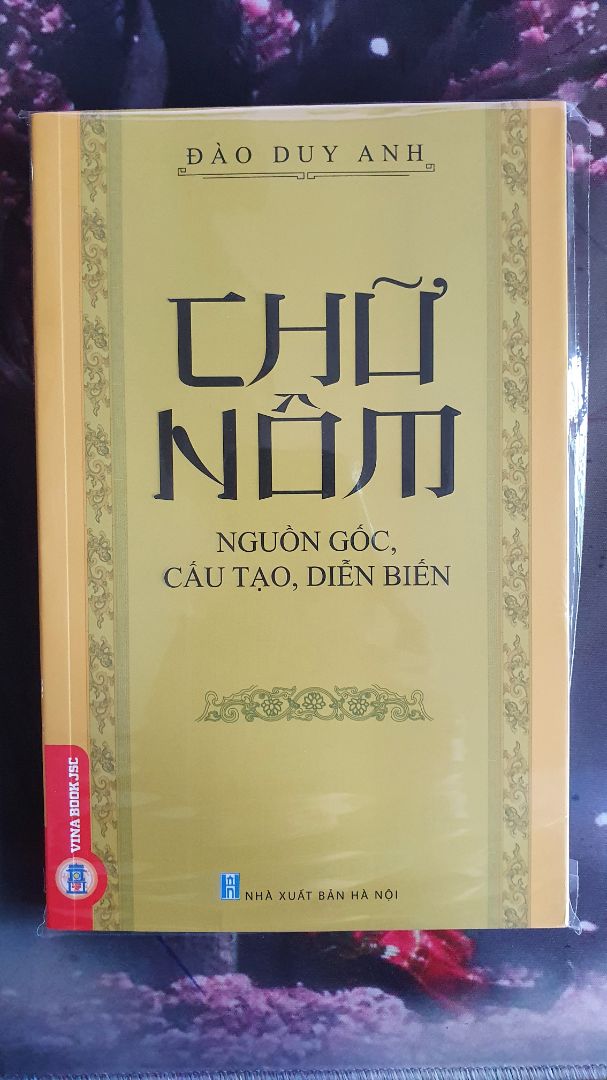 ĐÀO DUY ANH
CHỮ
NÔM
NGUỒN GỐC,
CẤU TẠO, DIỄN BIẾN
VINA BOOK JSC
NHÀ XUẤT BẢN HÀ NỘI